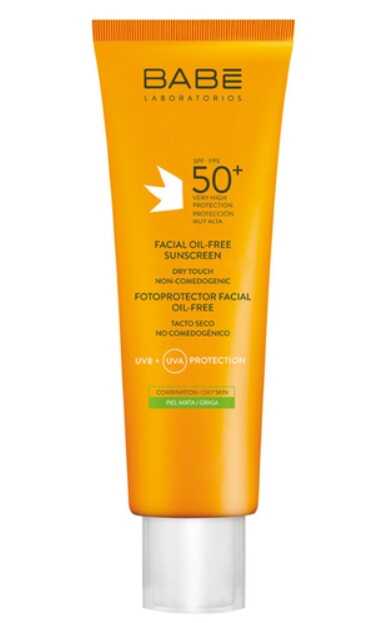 BABĒ
LABORATORIOS
SPF · FPS
50+
VERY HIGH
PROTECTION
PROTECCIÓN
MUY ALTA
FACIAL OIL-FREE
SUNSCREEN
DRY TOUCH
NON-COMEDOGENIC
FOTOPROTECTOR FACIAL
OIL-FREE
TACTO SECO
NO COMEDOGÉNICO
UVB + UVA PROTECTION
COMBINATION / OILY SKIN
PIEL MIXTA / GRASA